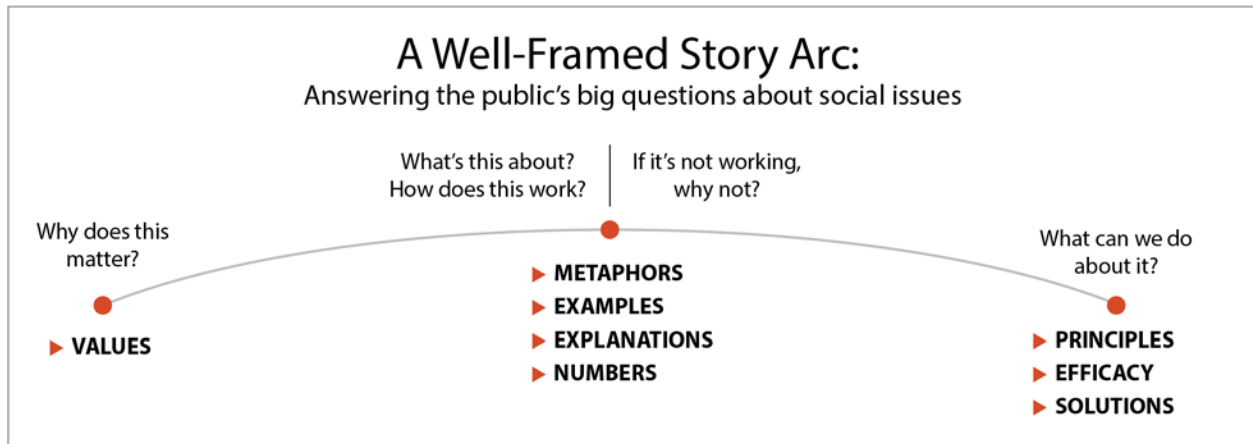 A Well-Framed Story Arc:
Answering the public's big questions about social issues
What's this about?
How does this work?
If it's not working,
why not?
Why does this
matter?
What can we do
about it?
VALUES
METAPHORS
EXAMPLES
EXPLANATIONS
NUMBERS
PRINCIPLES
EFFICACY
SOLUTIONS